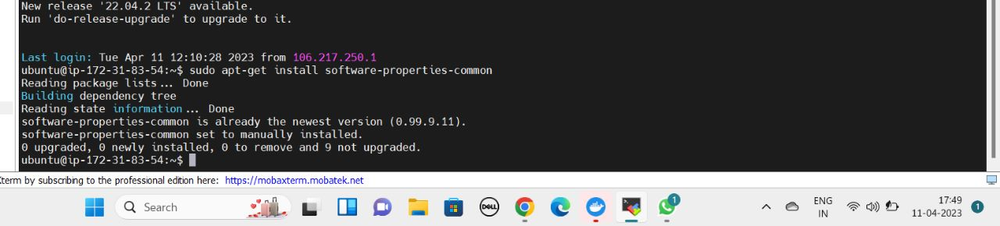 New release '22.04.2 LTS' available.
Run 'do-release-upgrade' to upgrade to it.
Last login: Tue Apr 11 12:10:28 2023 from 106.217.250.1
ubuntu@ip-172-31-83-54:~$ sudo apt-get install software-properties-common
Reading package lists... Done
Building dependency tree
Reading state information... Done
software-properties-common is already the newest version (0.99.9.11).
software-properties-common set to manually installed.
0 upgraded, 0 newly installed, 0 to remove and 9 not upgraded.
ubuntu@ip-172-31-83-54:~$
term by subscribing to the professional edition here: https://mobaxterm.mobatek.net
Search
DELL
1
ENG
IN
17:49
11-04-2023
1